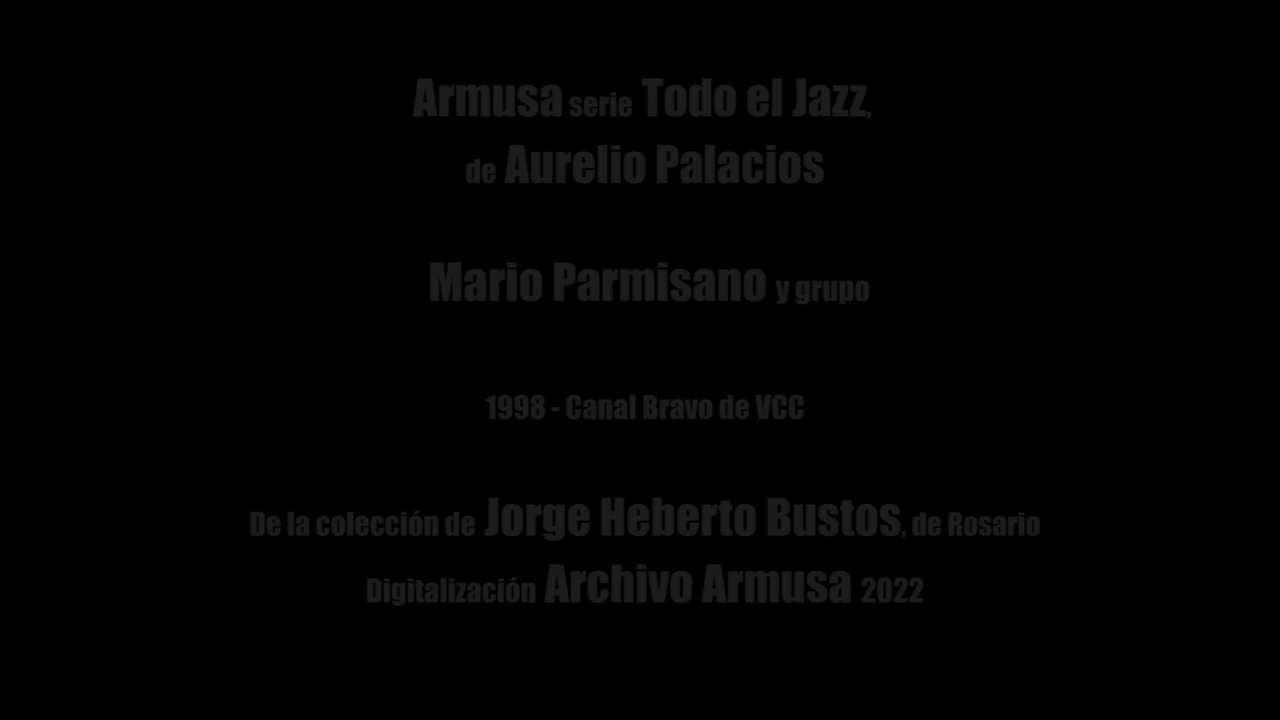 Armusa serie Todo el Jazz,
de Aurelio Palacios
Mario Parmisano y grupo
1998 - Canal Bravo de VCC
De la colección de Jorge Heberto Bustos, de Rosario
Digitalización Archivo Armusa 2022